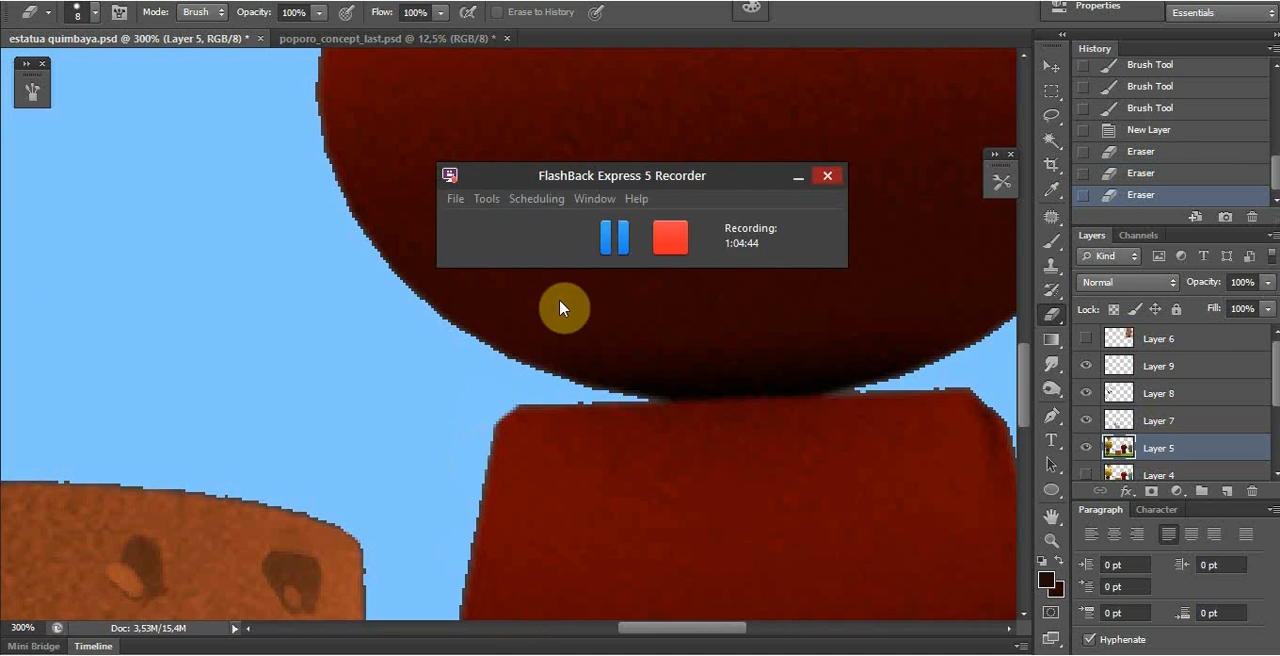 8 Mode: Brush Opacity: 100% Flow: 100% Erase to History Properties Essentials
estatua quimbaya.psd @ 300% (Layer 5, RGB/8) * × poporo_concept_last.psd @ 12,5% (RGB/8) * ×
History
Brush Tool
Brush Tool
Brush Tool
New Layer
Eraser
Eraser
Eraser
FlashBack Express 5 Recorder
File Tools Scheduling Window Help
Recording:
1:04:44
Layers Channels
Kind
Normal Opacity: 100%
Lock: Fill: 100%
Layer 6
Layer 9
Layer 8
Layer 7
Layer 5
Layer 4
Paragraph Character
0 pt 0 pt
0 pt
0 pt 0 pt
Hyphenate
300% Doc: 3,53M/15,4M
Mini Bridge Timeline